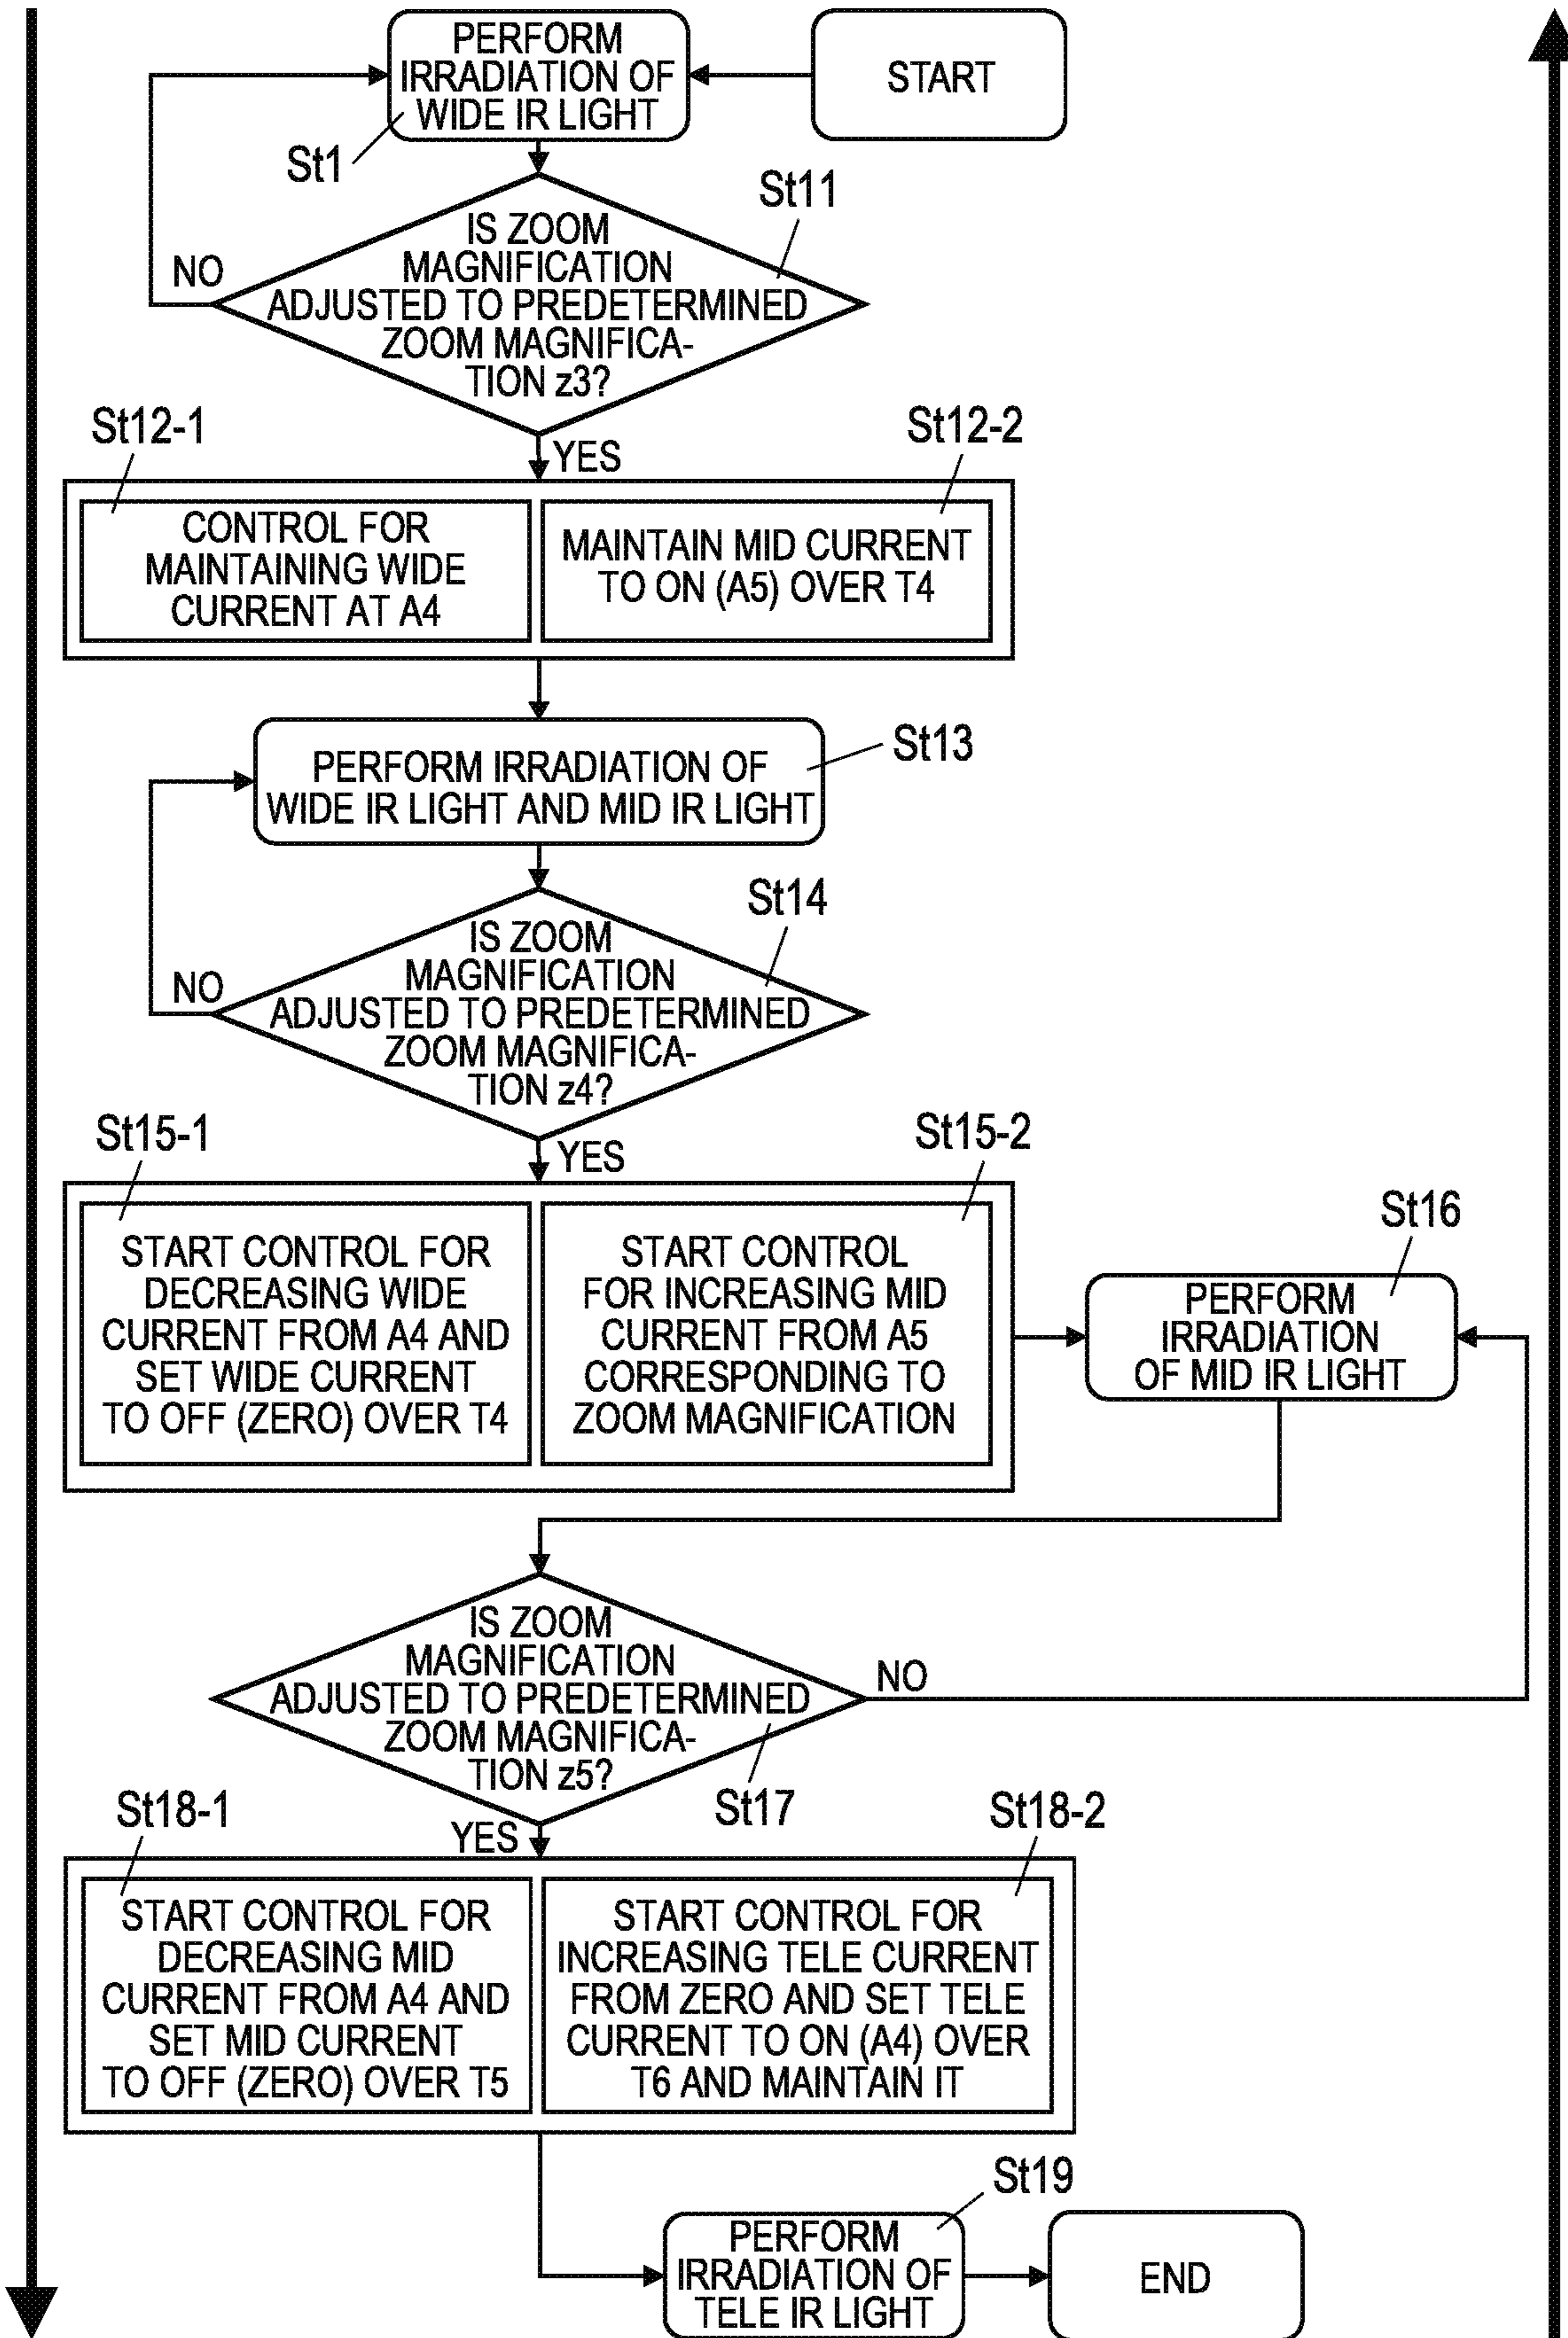 PERFORM
IRRADIATION OF
WIDE IR LIGHT
START
St1
St11
IS ZOOM
MAGNIFICATION
ADJUSTED TO PREDETERMINED
ZOOM MAGNIFICA-
TION z3?
NO
YES
St12-1
St12-2
CONTROL FOR
MAINTAINING WIDE
CURRENT AT A4
MAINTAIN MID CURRENT
TO ON (A5) OVER T4
St13
PERFORM IRRADIATION OF
WIDE IR LIGHT AND MID IR LIGHT
St14
IS ZOOM
MAGNIFICATION
ADJUSTED TO PREDETERMINED
ZOOM MAGNIFICA-
TION z4?
NO
YES
St15-1
St15-2
START CONTROL FOR
DECREASING WIDE
CURRENT FROM A4 AND
SET WIDE CURRENT
TO OFF (ZERO) OVER T4
START CONTROL
FOR INCREASING MID
CURRENT FROM A5
CORRESPONDING TO
ZOOM MAGNIFICATION
St16
PERFORM
IRRADIATION
OF MID IR LIGHT
IS ZOOM
MAGNIFICATION
ADJUSTED TO PREDETERMINED
ZOOM MAGNIFICA-
TION z5?
NO
St17
YES
St18-1
St18-2
START CONTROL FOR
DECREASING MID
CURRENT FROM A4 AND
SET MID CURRENT
TO OFF (ZERO) OVER T5
START CONTROL FOR
INCREASING TELE CURRENT
FROM ZERO AND SET TELE
CURRENT TO ON (A4) OVER
T6 AND MAINTAIN IT
St19
PERFORM
IRRADIATION OF
TELE IR LIGHT
END